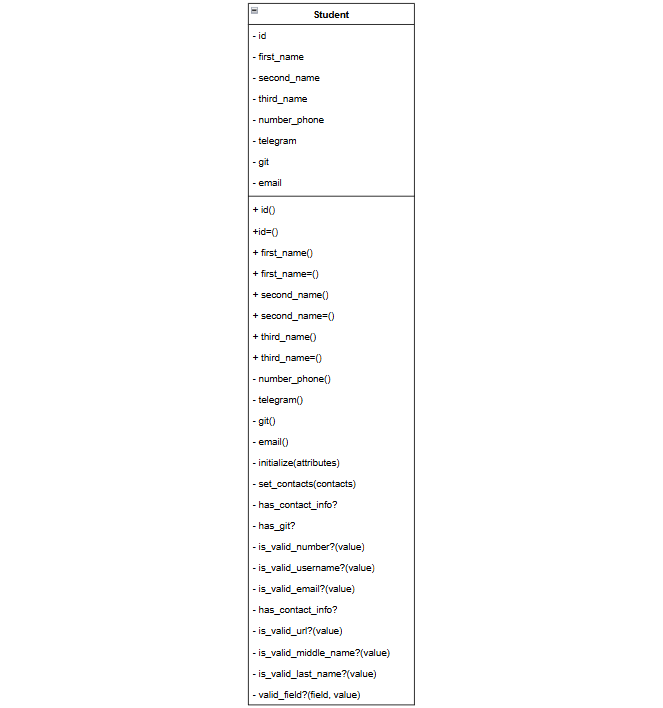 Student
- id
- first_name
- second_name
- third_name
- number_phone
- telegram
- git
- email
+ id()
+id=()
+ first_name()
+ first_name=()
+ second_name()
+ second_name=()
+ third_name()
+ third_name=()
- number_phone()
- telegram()
- git()
- email()
- initialize(attributes)
- set_contacts(contacts)
- has_contact_info?
- has_git?
- is_valid_number?(value)
- is_valid_username?(value)
- is_valid_email?(value)
- has_contact_info?
- is_valid_url?(value)
- is_valid_middle_name?(value)
- is_valid_last_name?(value)
- valid_field?(field, value)